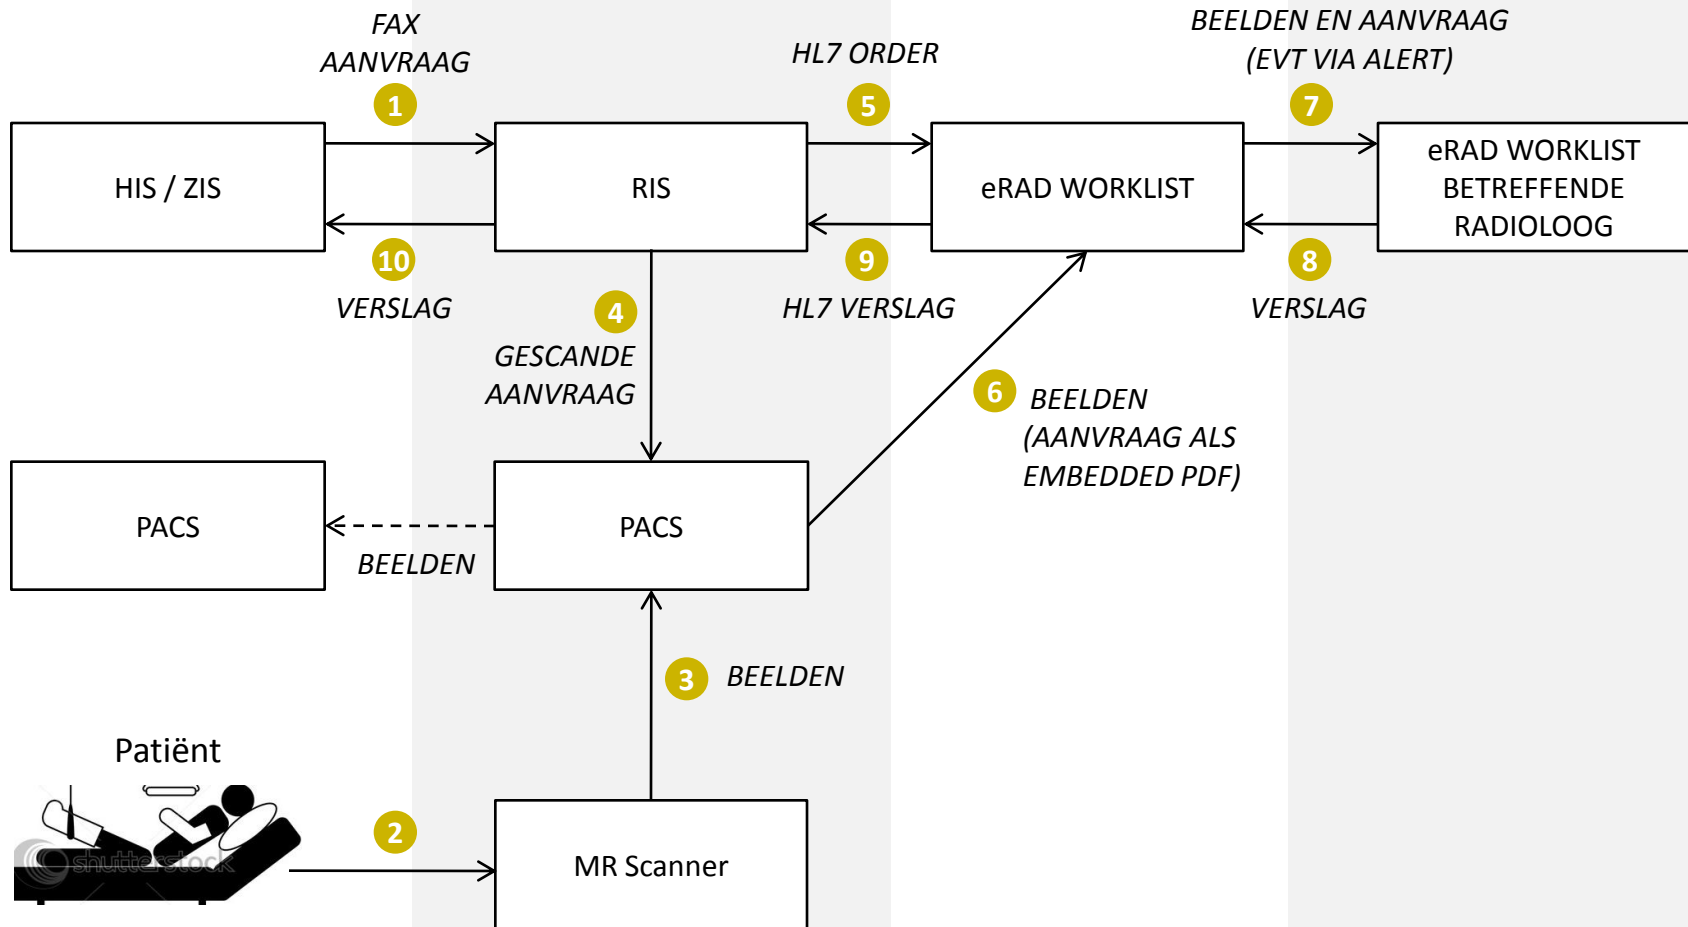 FAX
AANVRAAG
1
HL7 ORDER
5
BEELDEN EN AANVRAAG
(EVT VIA ALERT)
7
HIS / ZIS
RIS
eRAD WORKLIST
eRAD WORKLIST
BETREFFENDE
RADIOLOOG
10
VERSLAG
9
HL7 VERSLAG
8
VERSLAG
4
GESCANDE
AANVRAAG
6
BEELDEN
(AANVRAAG ALS
EMBEDDED PDF)
PACS
BEELDEN
PACS
3
BEELDEN
Patiënt
shutterstock
2
MR Scanner